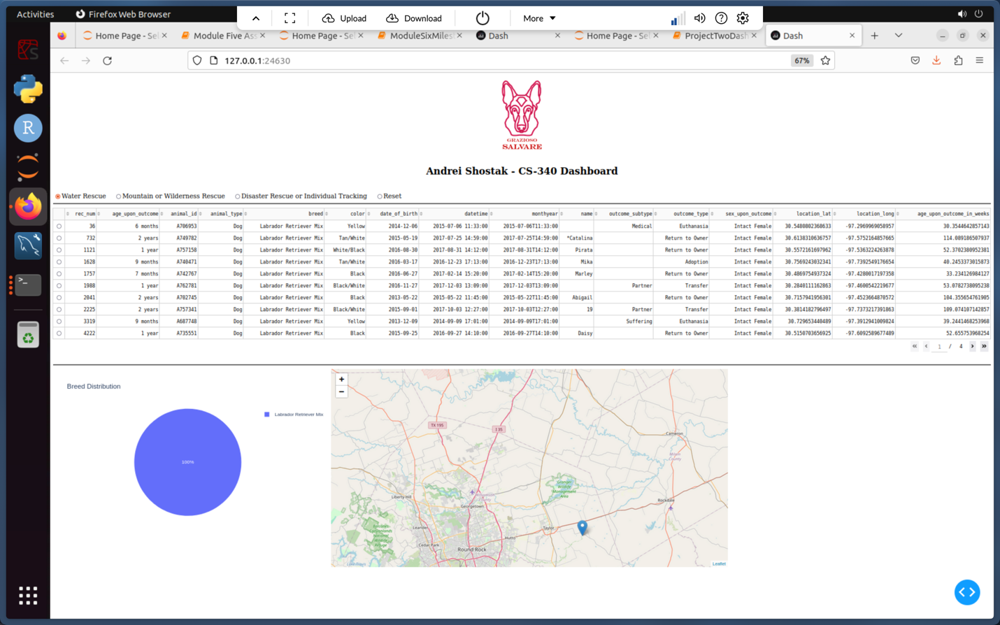 Activities Firefox Web Browser
Upload Download More
Home Page - Sel Module Five Ass Home Page - Sel ModuleSixMilest Dash Home Page - Sel ProjectTwoDash Dash
127.0.0.1:24630 67%
GRAZIOSO
SALVARE
Andrei Shostak - CS-340 Dashboard
Water Rescue Mountain or Wilderness Rescue Disaster Rescue or Individual Tracking Reset
rec_num age_upon_outcome animal_id animal_type breed color date_of_birth datetime monthyear name outcome_subtype outcome_type sex_upon_outcome location_lat location_long age_upon_outcome_in_weeks
36 6 months A706953 Dog Labrador Retriever Mix Yellow 2014-12-06 2015-07-06 11:33:00 2015-07-06T11:33:00 Medical Euthanasia Intact Female 30.5480802368633 -97.2969969058957 30.3544642857143
732 2 years A749782 Dog Labrador Retriever Mix Tan/White 2015-05-19 2017-07-25 14:59:00 2017-07-25T14:59:00 *Catalina Return to Owner Intact Female 30.6138310636757 -97.5752164857665 114.089186507937
1121 1 year A757158 Dog Labrador Retriever Mix White/Black 2016-08-30 2017-08-31 14:12:00 2017-08-31T14:12:00 Pirata Return to Owner Intact Female 30.5572161697962 -97.5363224263878 52.3702380952381
1628 9 months A740471 Dog Labrador Retriever Mix Tan/White 2016-03-17 2016-12-23 17:13:00 2016-12-23T17:13:00 Mika Adoption Intact Female 30.7569243032341 -97.7392549176654 40.2453373015873
1757 7 months A742767 Dog Labrador Retriever Mix Black 2016-06-27 2017-02-14 15:20:00 2017-02-14T15:20:00 Marley Return to Owner Intact Female 30.4869754937324 -97.4280017197358 33.234126984127
1988 1 year A762781 Dog Labrador Retriever Mix Black/White 2016-11-27 2017-12-03 13:09:00 2017-12-03T13:09:00 Partner Transfer Intact Female 30.2840111162863 -97.4600542219677 53.0782738095238
2041 2 years A702745 Dog Labrador Retriever Mix Black 2013-05-22 2015-05-22 11:45:00 2015-05-22T11:45:00 Abigail Return to Owner Intact Female 30.7157941956301 -97.4523664870572 104.355654761905
2225 2 years A757341 Dog Labrador Retriever Mix Black/White 2015-09-01 2017-10-03 12:27:00 2017-10-03T12:27:00 19 Partner Transfer Intact Female 30.3814182796497 -97.7373217391863 109.074107142857
3319 9 months A687748 Dog Labrador Retriever Mix Yellow 2013-12-09 2014-09-09 17:01:00 2014-09-09T17:01:00 Suffering Euthanasia Intact Female 30.729653440489 -97.3912941009824 39.2441468253968
4222 1 year A735551 Dog Labrador Retriever Mix Black 2015-09-25 2016-09-27 14:10:00 2016-09-27T14:10:00 Daisy Return to Owner Intact Female 30.5150703656925 -97.6092589677489 52.655753968254
1 / 4
Breed Distribution
Labrador Retriever Mix
100%
+
−
TX 195
I 35
Cameron
Milam
County
Granger
Wildlife
Management
Area
Liberty Hill
Georgetown
Rockdale
Leander
Taylor
Balcones
Canyonlands
National
Wildlife
Refuge
Hutto
Cedar Park
Round Rock
Leaflet